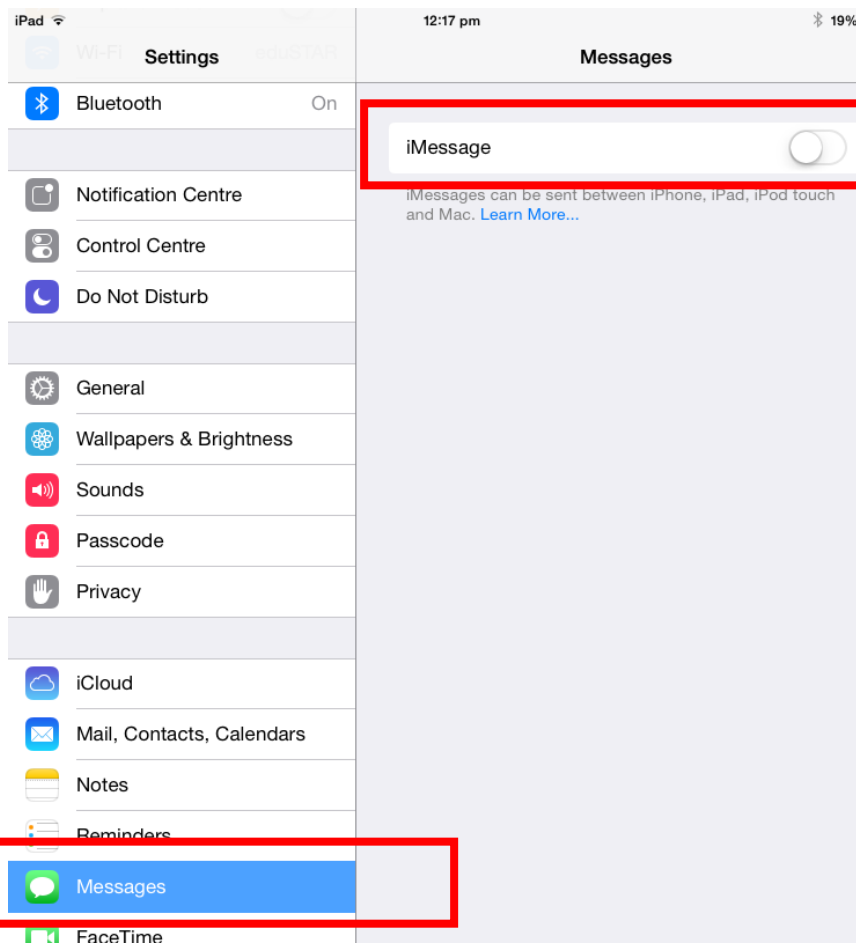 iPad 12:17 pm 19%
Wi-Fi eduSTAR
Settings
Messages
Bluetooth On
iMessage
iMessages can be sent between iPhone, iPad, iPod touch
and Mac. Learn More...
Notification Centre
Control Centre
Do Not Disturb
General
Wallpapers & Brightness
Sounds
Passcode
Privacy
iCloud
Mail, Contacts, Calendars
Notes
Reminders
Messages
FaceTime